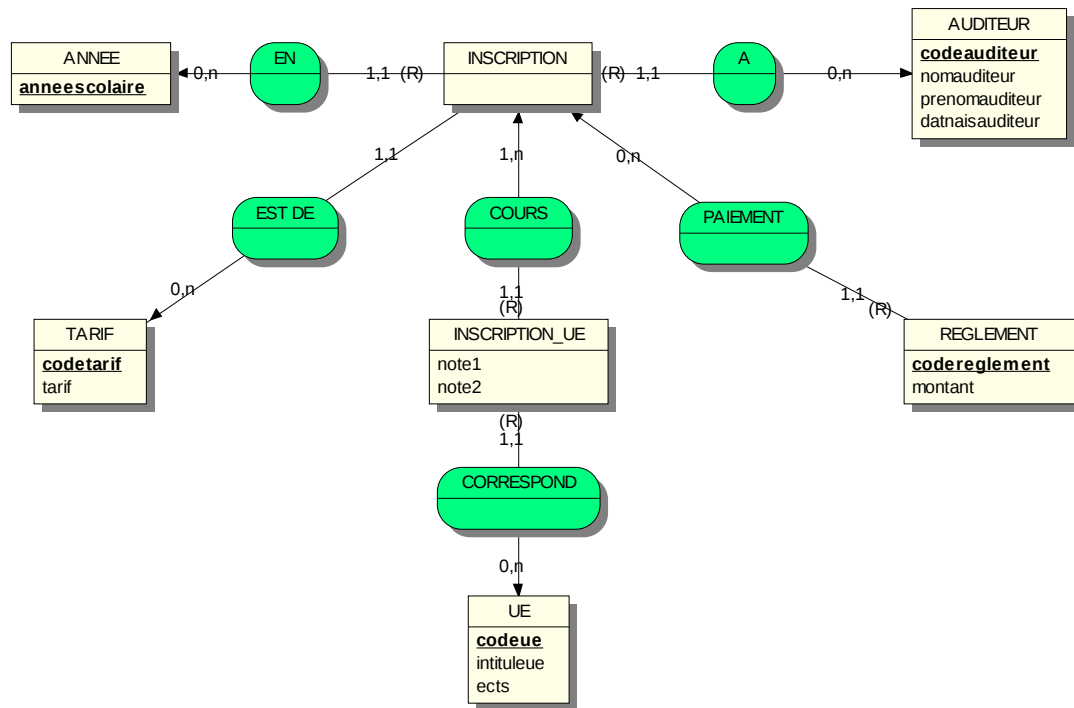 ANNEE
anneescolaire
0,n
EN
1,1 (R)
INSCRIPTION
(R) 1,1
A
0,n
AUDITEUR
codeauditeur
nomauditeur
prenomauditeur
datnaisauditeur
1,1
1,n
0,n
EST DE
COURS
PAIEMENT
0,n
1,1
(R)
1,1
(R)
TARIF
codetarif
tarif
INSCRIPTION_UE
note1
note2
REGLEMENT
codereglement
montant
(R)
1,1
CORRESPOND
0,n
UE
codeue
intituleue
ects